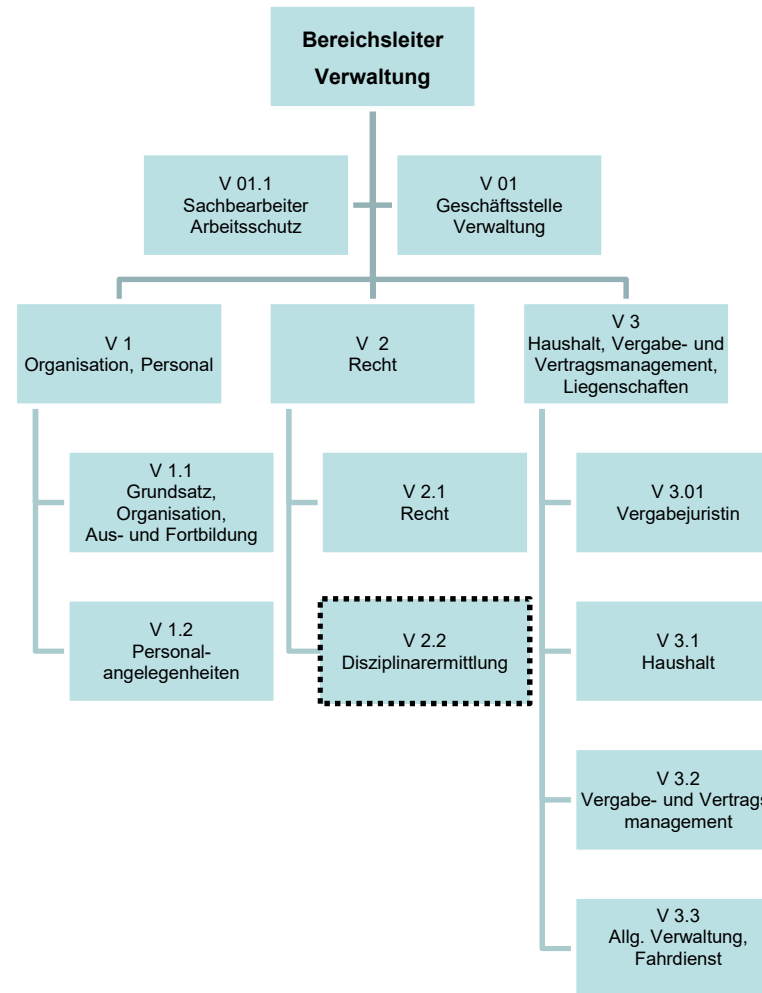 Bereichsleiter
Verwaltung
V 01.1
Sachbearbeiter
Arbeitsschutz
V 01
Geschäftsstelle
Verwaltung
V 1
Organisation, Personal
V 2
Recht
V 3
Haushalt, Vergabe- und
Vertragsmanagement,
Liegenschaften
V 1.1
Grundsatz,
Organisation,
Aus- und Fortbildung
V 2.1
Recht
V 3.01
Vergabejuristin
V 1.2
Personal-
angelegenheiten
V 2.2
Disziplinarermittlung
V 3.1
Haushalt
V 3.2
Vergabe- und Vertrags
management
V 3.3
Allg. Verwaltung,
Fahrdienst